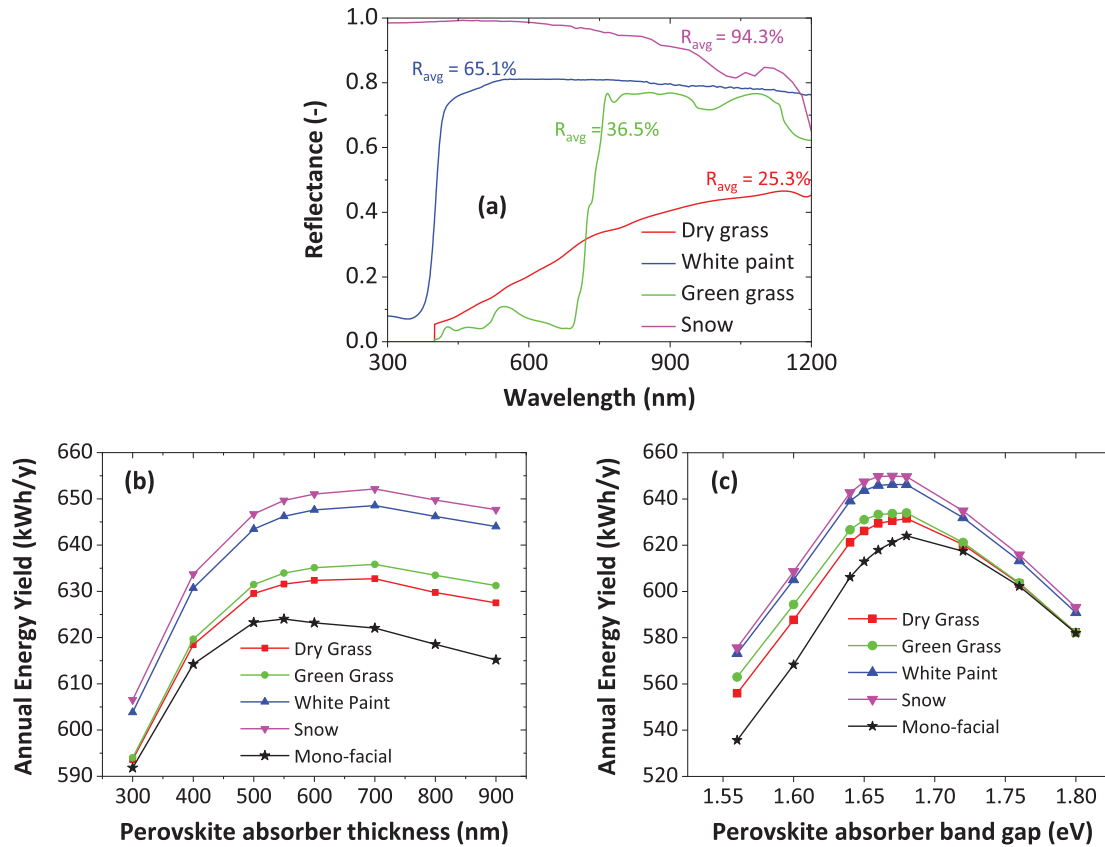 1.0
0.8
0.6
0.4
0.2
0.0
Reflectance (-)
R_avg = 94.3%
R_avg = 65.1%
R_avg = 36.5%
R_avg = 25.3%
(a)
Dry grass
White paint
Green grass
Snow
300 600 900 1200
Wavelength (nm)
660
650
640
630
620
610
600
590
Annual Energy Yield (kWh/y)
(b)
Dry Grass
Green Grass
White Paint
Snow
Mono-facial
300 400 500 600 700 800 900
Perovskite absorber thickness (nm)
660
640
620
600
580
560
540
520
Annual Energy Yield (kWh/y)
(c)
Dry Grass
Green Grass
White Paint
Snow
Mono-facial
1.55 1.60 1.65 1.70 1.75 1.80
Perovskite absorber band gap (eV)